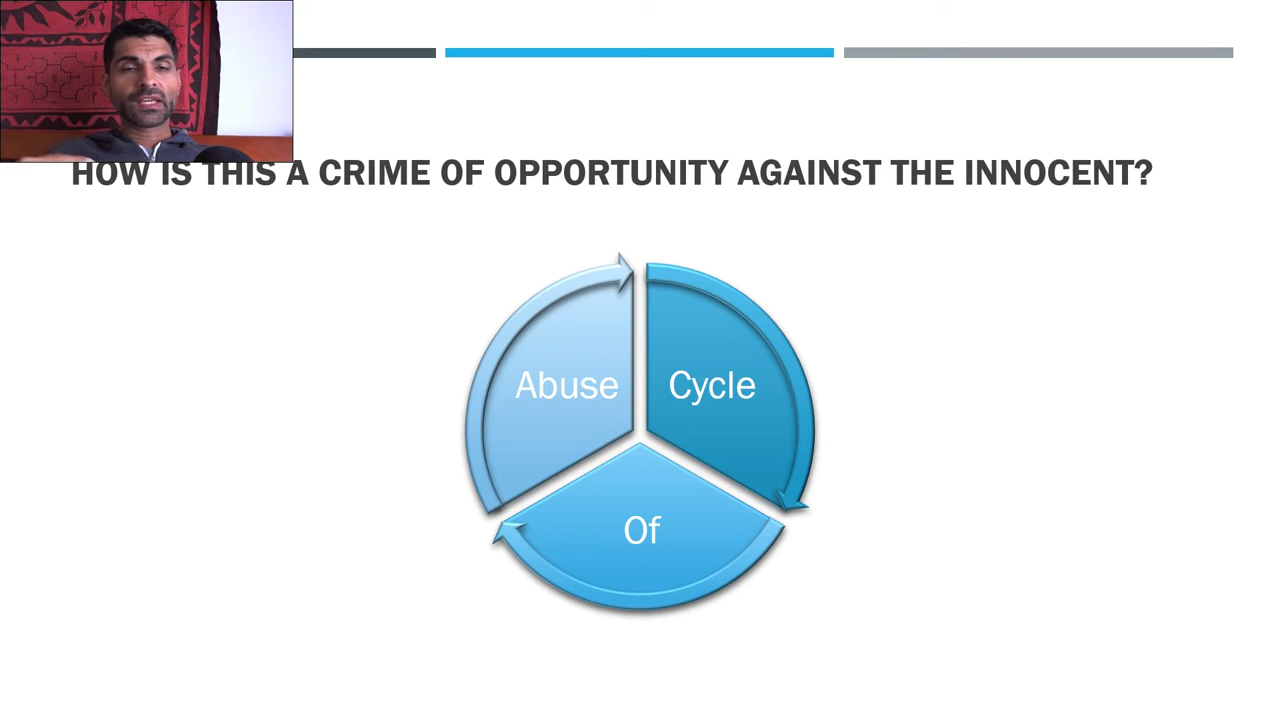 HOW IS THIS A CRIME OF OPPORTUNITY AGAINST THE INNOCENT?
Cycle
Of
Abuse